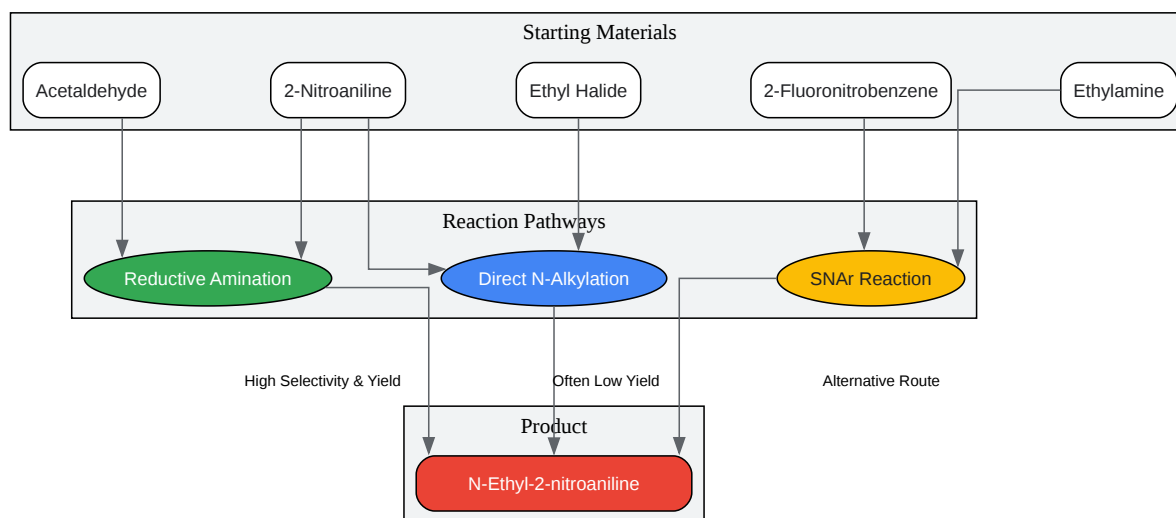 Starting Materials
Acetaldehyde
2-Nitroaniline
Ethyl Halide
2-Fluoronitrobenzene
Ethylamine
Reaction Pathways
Reductive Amination
Direct N-Alkylation
SNAr Reaction
High Selectivity & Yield
Often Low Yield
Alternative Route
Product
N-Ethyl-2-nitroaniline